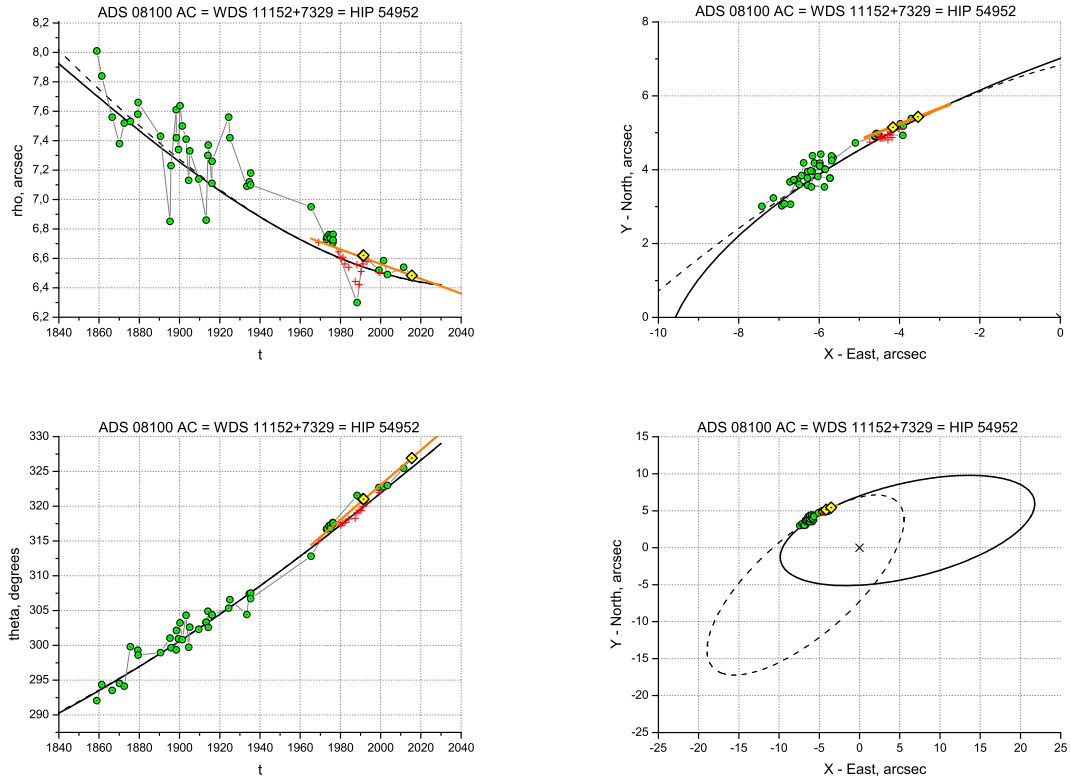 ADS 08100 AC = WDS 11152+7329 = HIP 54952
8,2
8,0
7,8
7,6
7,4
7,2
7,0
6,8
6,6
6,4
6,2
rho, arcsec
1840 1860 1880 1900 1920 1940 1960 1980 2000 2020 2040
t
ADS 08100 AC = WDS 11152+7329 = HIP 54952
8
6
4
2
0
Y - North, arcsec
-10 -8 -6 -4 -2 0
X - East, arcsec
ADS 08100 AC = WDS 11152+7329 = HIP 54952
330
325
320
315
310
305
300
295
290
theta, degrees
1840 1860 1880 1900 1920 1940 1960 1980 2000 2020 2040
t
ADS 08100 AC = WDS 11152+7329 = HIP 54952
15
10
5
0
-5
-10
-15
-20
-25
Y - North, arcsec
-25 -20 -15 -10 -5 0 5 10 15 20 25
X - East, arcsec